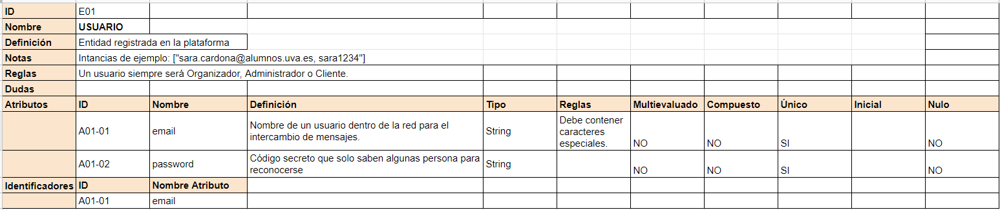 ID E01
Nombre USUARIO
Definición Entidad registrada en la plataforma
Notas Intancias de ejemplo: ["sara.cardona@alumnos.uva.es, sara1234"]
Reglas Un usuario siempre será Organizador, Administrador o Cliente.
Dudas
Atributos ID Nombre Definición Tipo Reglas Multievaluado Compuesto Único Inicial Nulo
A01-01 email Nombre de un usuario dentro de la red para el intercambio de mensajes. String Debe contener caracteres especiales. NO NO SI NO
A01-02 password Código secreto que solo saben algunas persona para reconocerse String NO NO SI NO
Identificadores ID Nombre Atributo
A01-01 email